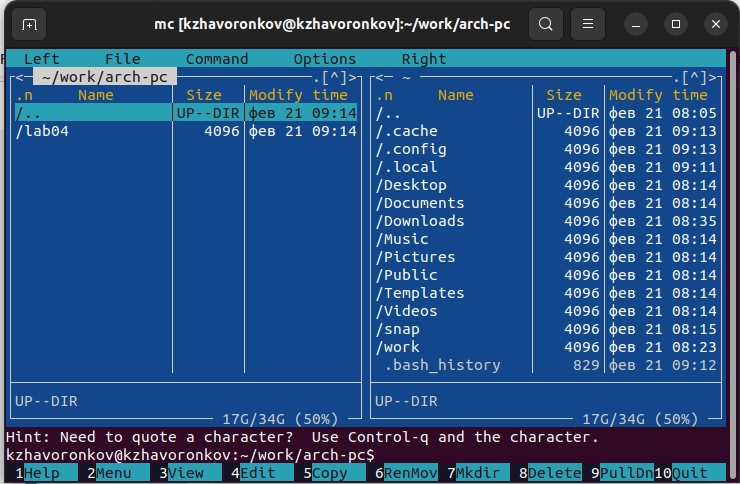 mc [kzhavoronkov@kzhavoronkov]:~/work/arch-pc
Left File Command Options Right
<─ ~/work/arch-pc ─.[^]>
.n Name Size Modify time
/.. UP--DIR фев 21 09:14
/lab04 4096 фев 21 09:14
UP--DIR
17G/34G (50%)
<─ ~ ─.[^]>
.n Name Size Modify time
/.. UP--DIR фев 21 08:05
/.cache 4096 фев 21 09:13
/.config 4096 фев 21 09:13
/.local 4096 фев 21 09:11
/Desktop 4096 фев 21 08:14
/Documents 4096 фев 21 08:14
/Downloads 4096 фев 21 08:35
/Music 4096 фев 21 08:14
/Pictures 4096 фев 21 08:14
/Public 4096 фев 21 08:14
/Templates 4096 фев 21 08:14
/Videos 4096 фев 21 08:14
/snap 4096 фев 21 08:15
/work 4096 фев 21 08:23
.bash_history 829 фев 21 09:12
UP--DIR
17G/34G (50%)
Hint: Need to quote a character? Use Control-q and the character.
kzhavoronkov@kzhavoronkov:~/work/arch-pc$
1Help 2Menu 3View 4Edit 5Copy 6RenMov 7Mkdir 8Delete 9PullDn 10Quit